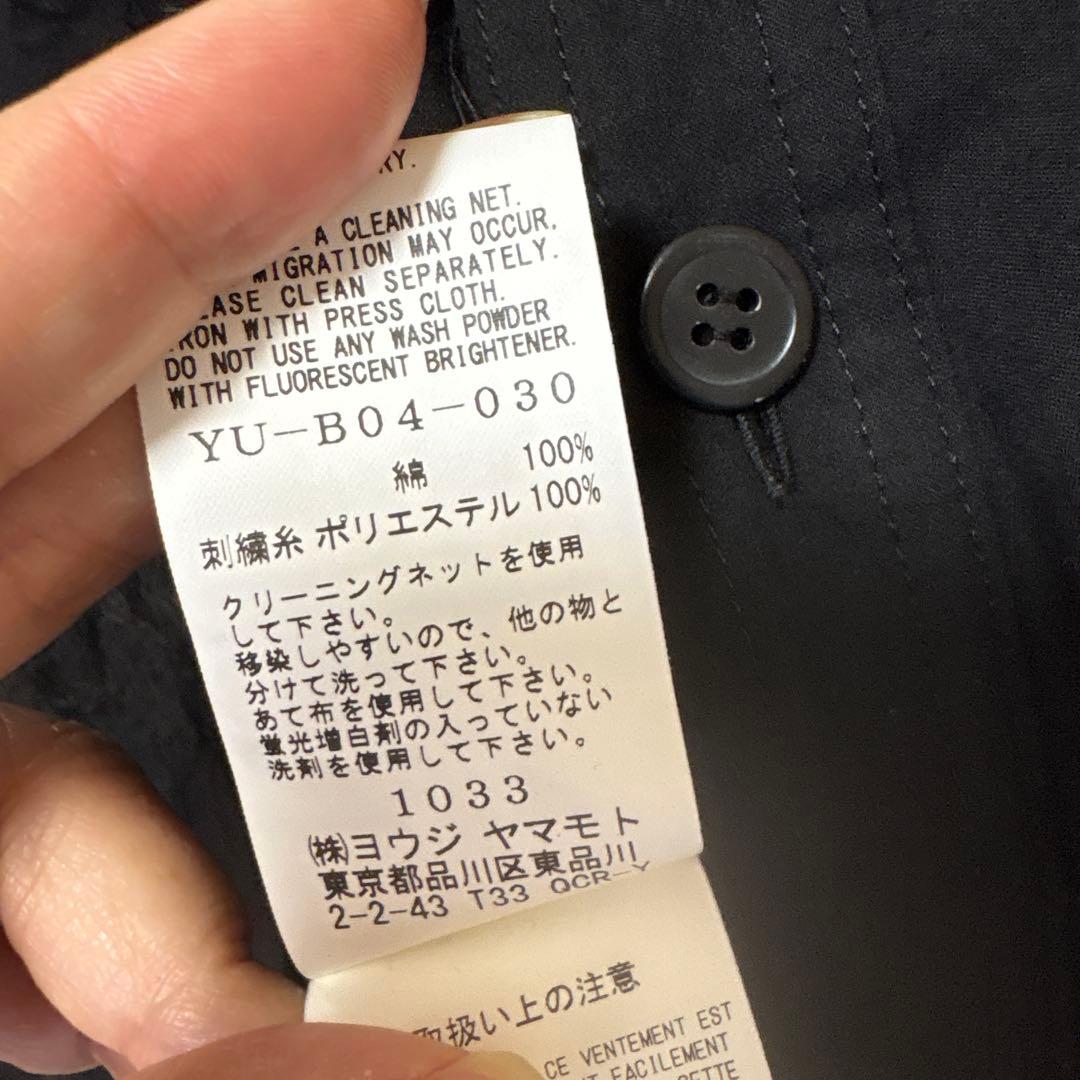 A CLEANING NET.
MIGRATION MAY OCCUR,
CLEAN SEPARATELY.
WITH PRESS CLOTH.
DO NOT USE ANY WASH POWDER
WITH FLUORESCENT BRIGHTENER.
YU-B04-030
綿 100%
刺繍糸 ポリエステル 100%
クリーニングネットを使用
して下さい。
移染しやすいので、他の物と
分けて洗って下さい。
あて布を使用して下さい。
蛍光増白剤の入っていない
洗剤を使用して下さい。
1033
㈱ヨウジ ヤマモト
東京都品川区東品川
2-2-43 T33 QCR-Y
取扱い上の注意
CE VENTEMENT EST
FACILEMENT